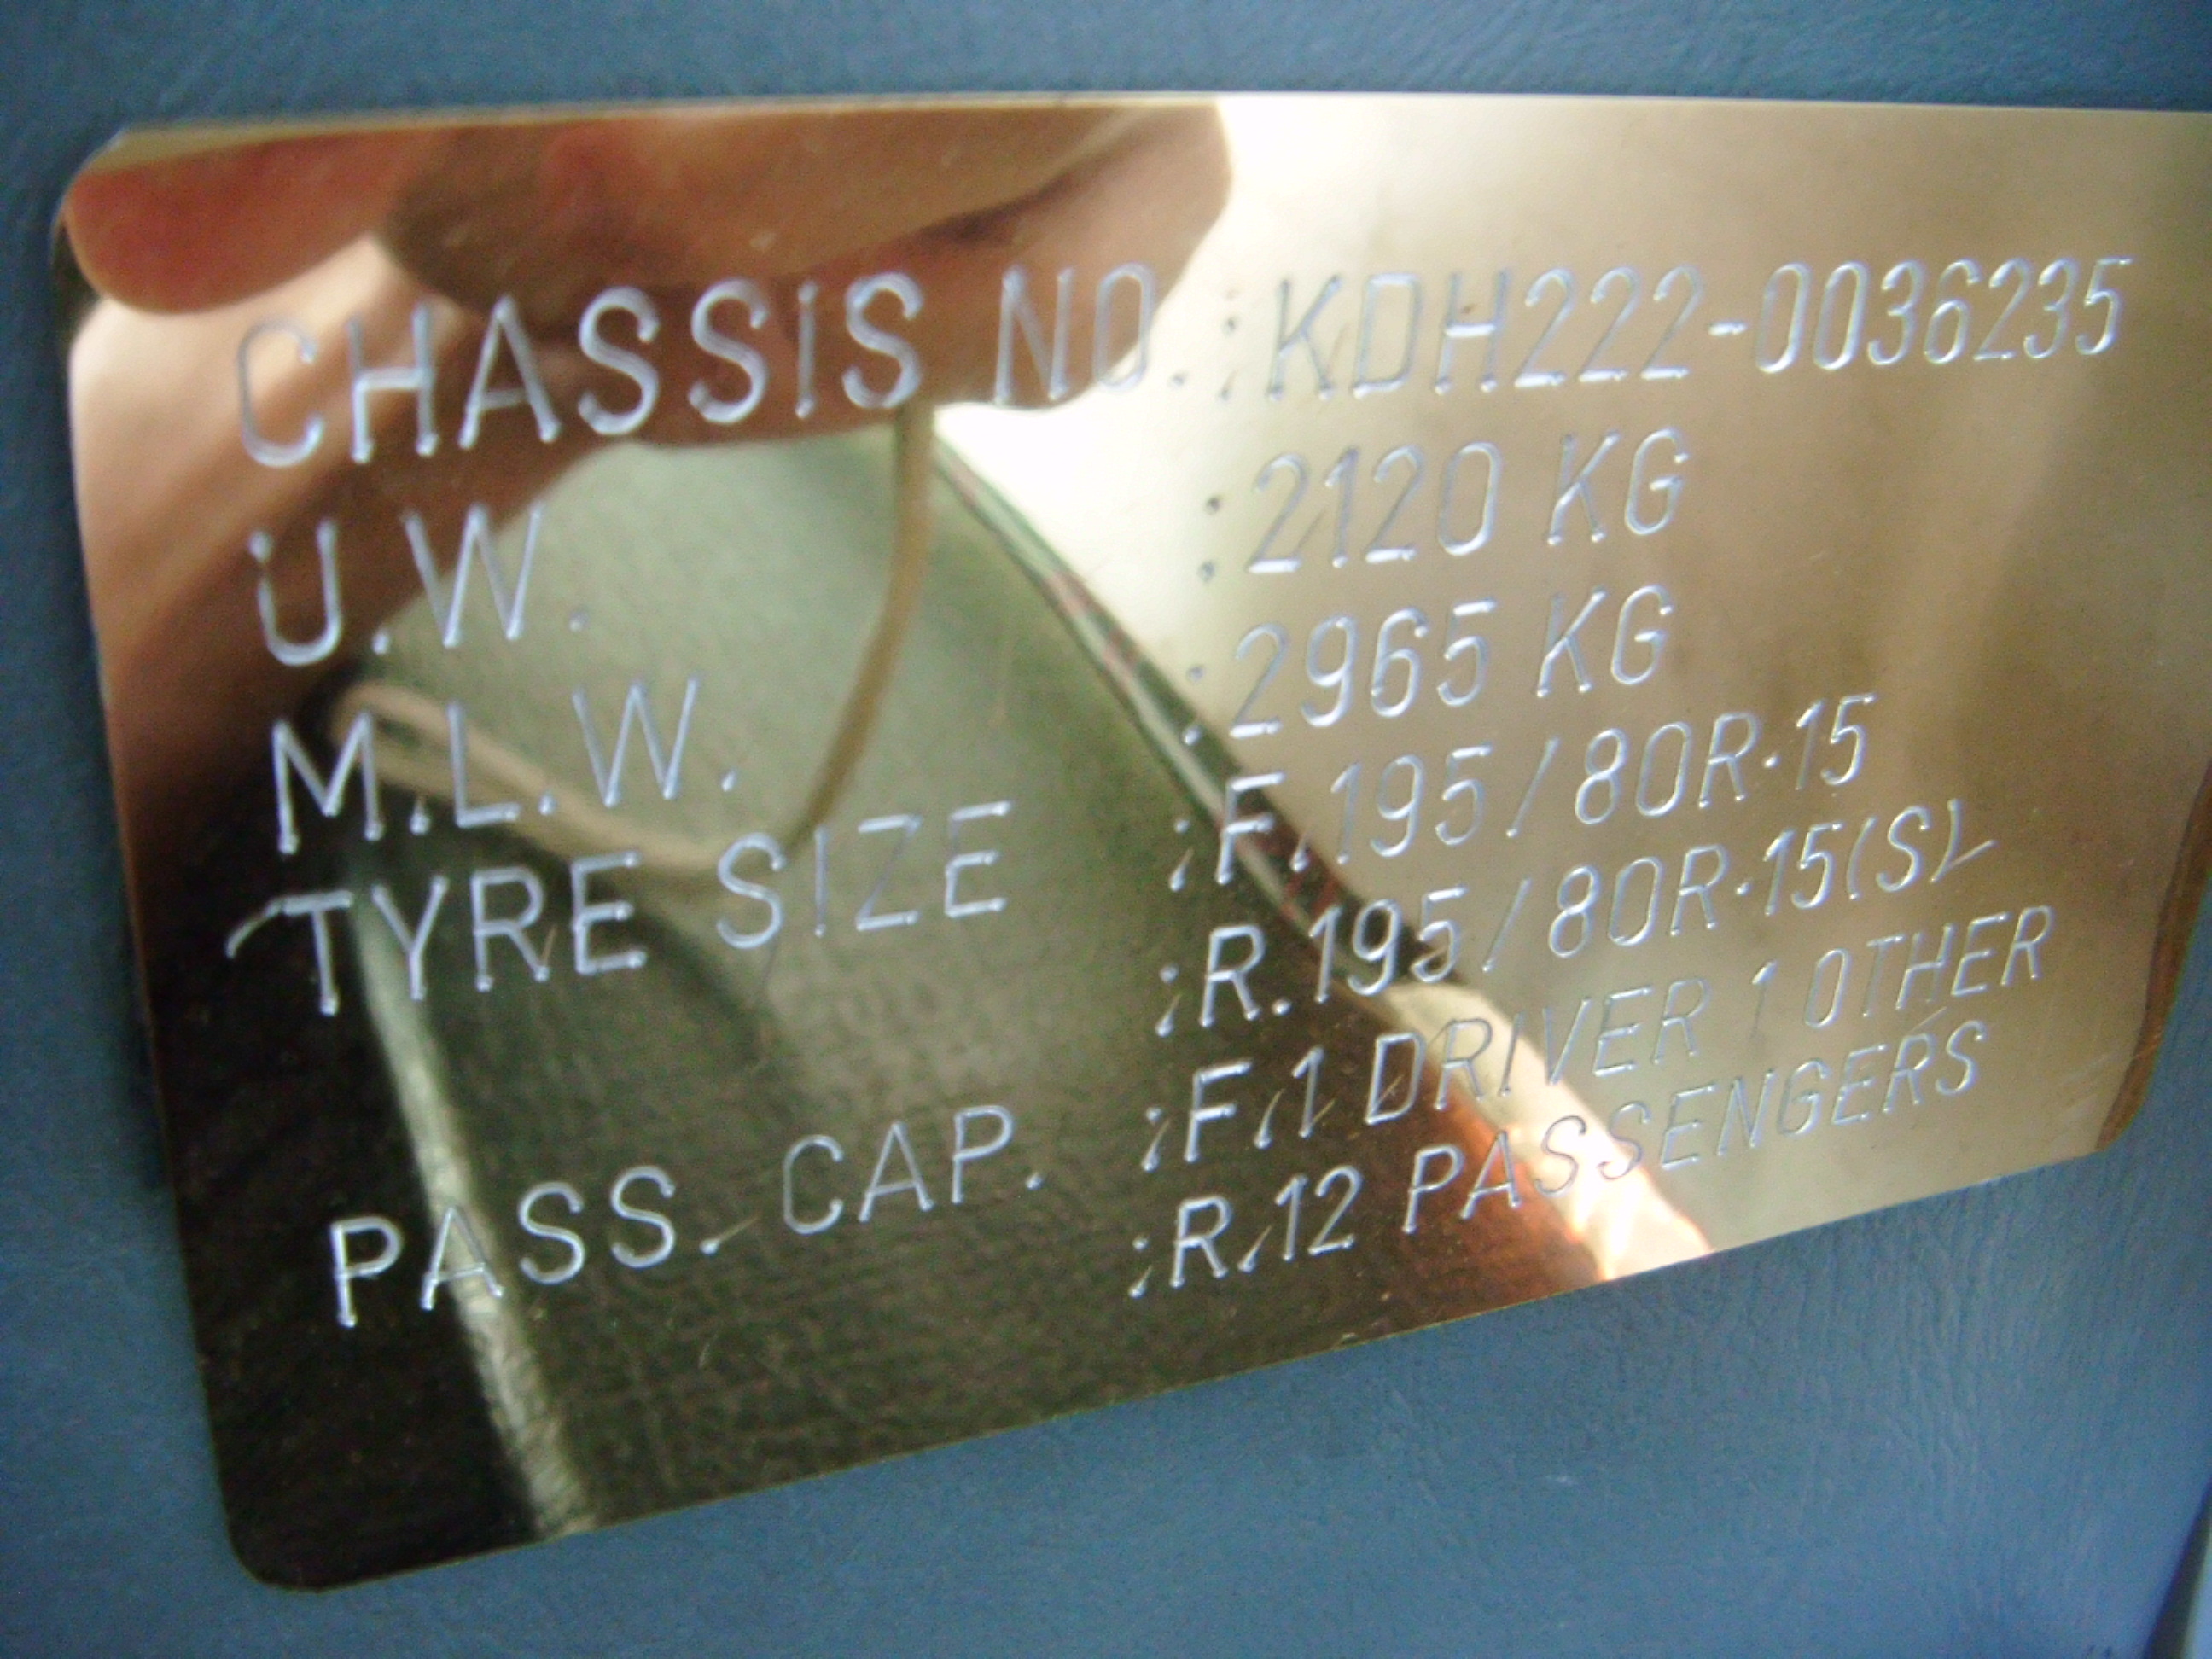 CHASSIS NO. :KDH222-0036235
U.W. :2120 KG
M.L.W. :2965 KG
TYRE SIZE :F.195/80R-15
:R.195/80R-15(S)
:F.1 DRIVER 1 OTHER
PASS. CAP. :R.12 PASSENGERS